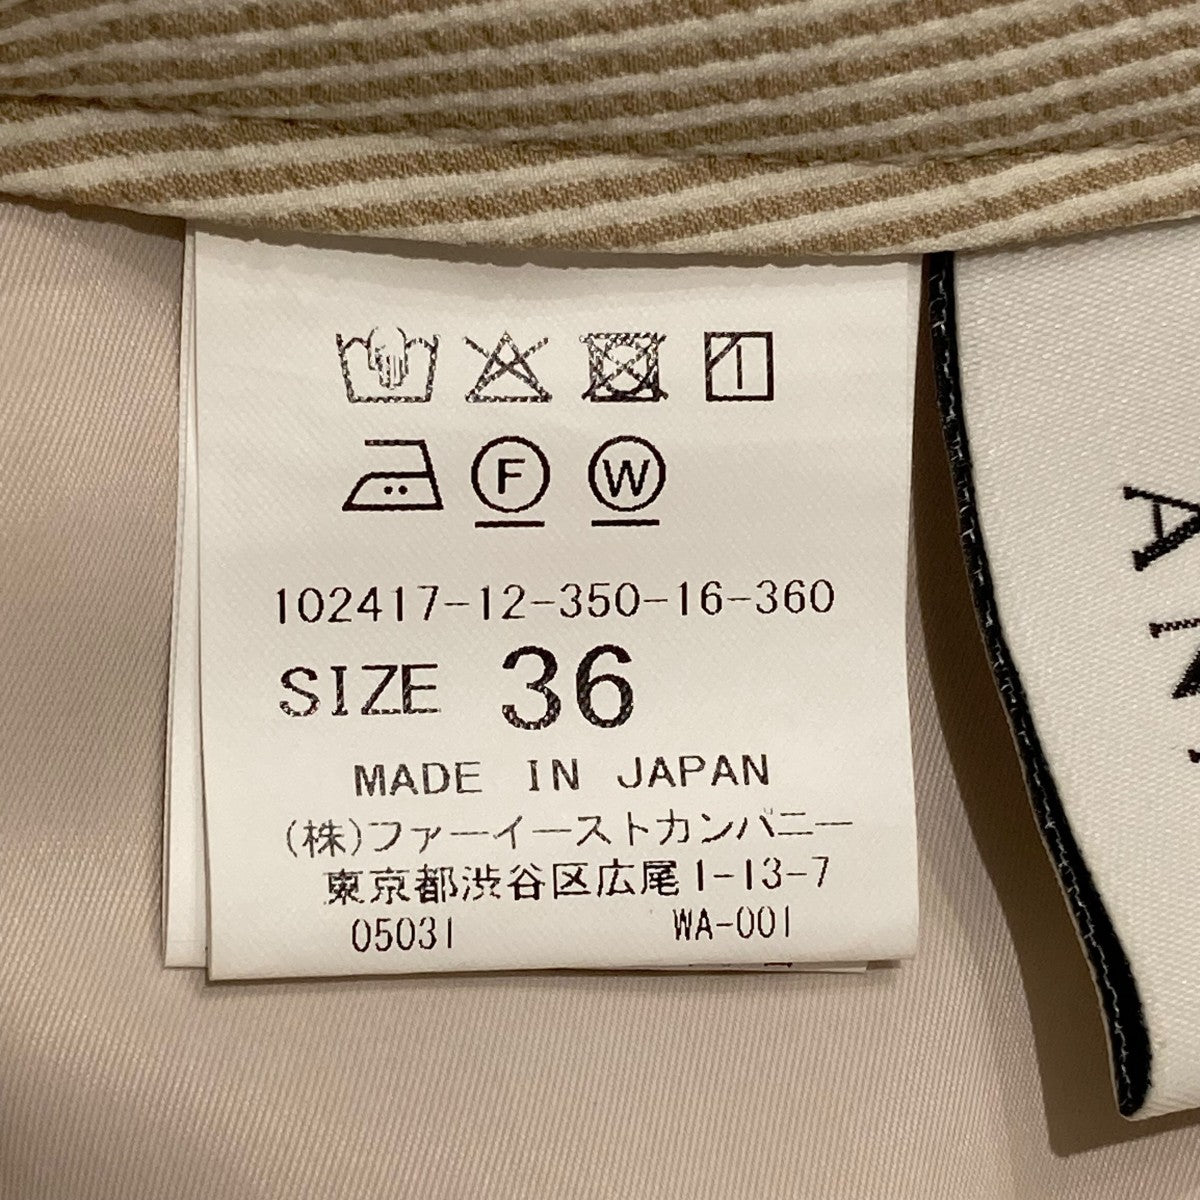 F W
102417-12-350-16-360
SIZE 36
MADE IN JAPAN
(株)ファーイーストカンパニー
東京都渋谷区広尾1-13-7
05031 WA-001